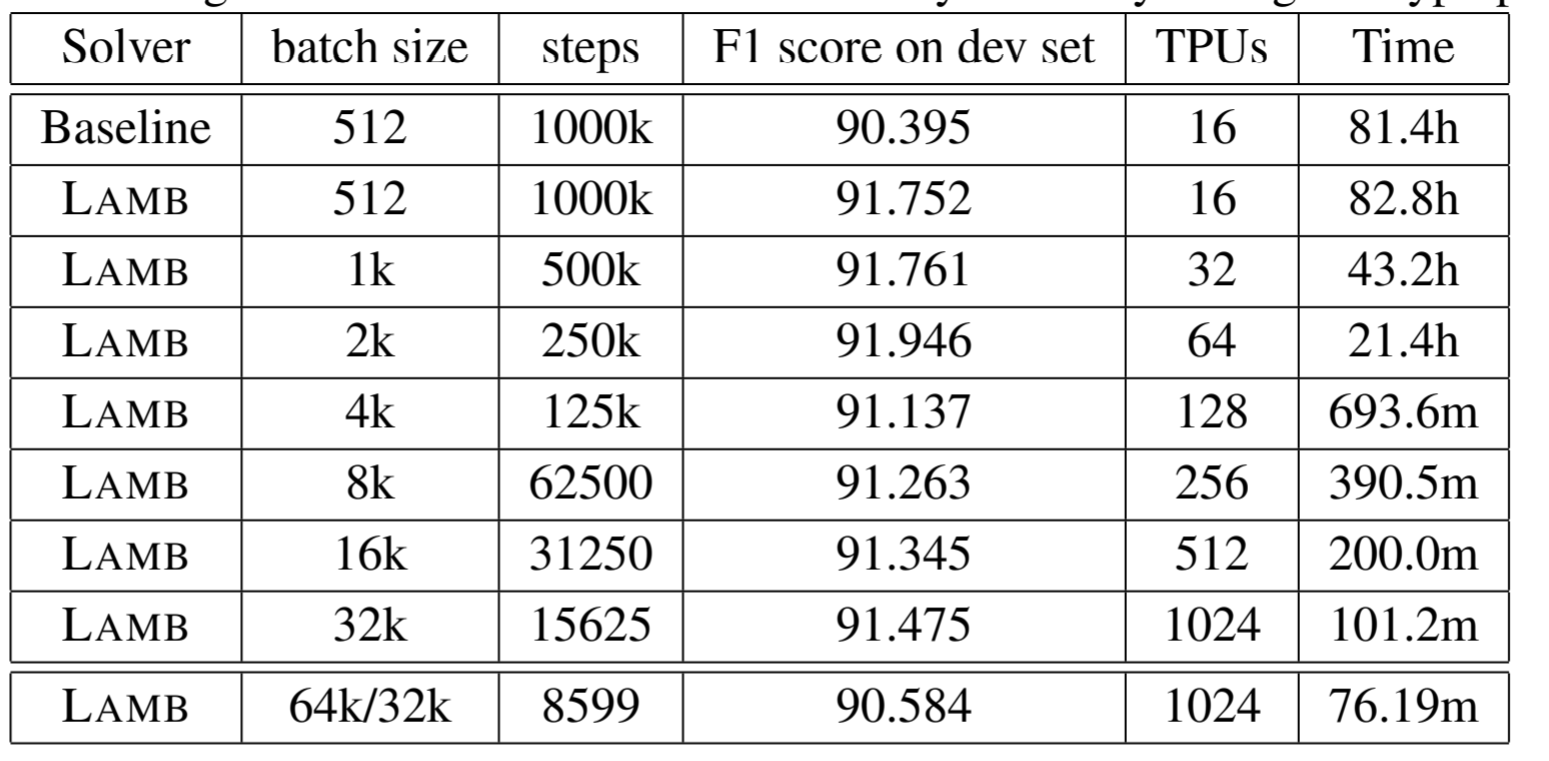 Solver batch size steps F1 score on dev set TPUs Time
Baseline 512 1000k 90.395 16 81.4h
LAMB 512 1000k 91.752 16 82.8h
LAMB 1k 500k 91.761 32 43.2h
LAMB 2k 250k 91.946 64 21.4h
LAMB 4k 125k 91.137 128 693.6m
LAMB 8k 62500 91.263 256 390.5m
LAMB 16k 31250 91.345 512 200.0m
LAMB 32k 15625 91.475 1024 101.2m
LAMB 64k/32k 8599 90.584 1024 76.19m